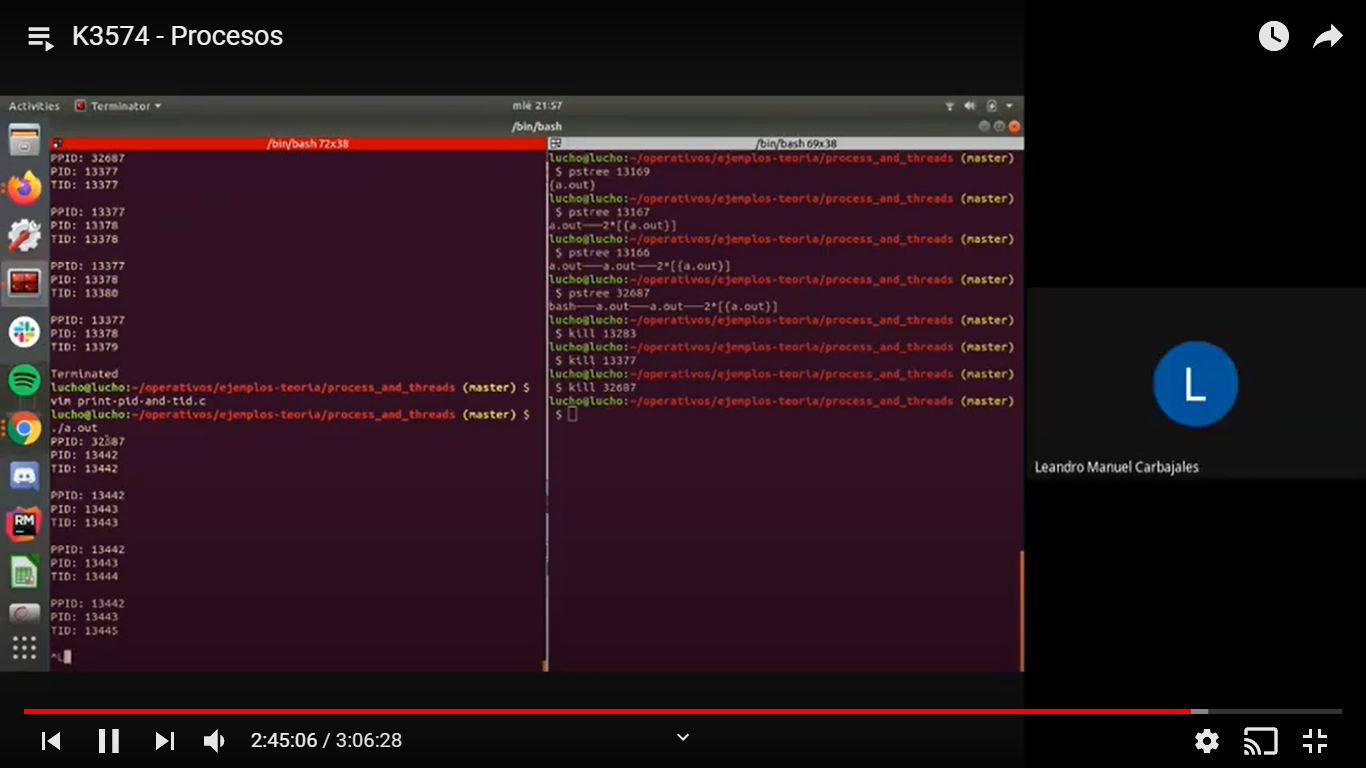 K3574 - Procesos
Activities
Terminator
mié 21:57
/bin/bash
/bin/bash 72x38
PPID: 32687
PID: 13377
TID: 13377
PPID: 13377
PID: 13378
TID: 13378
PPID: 13377
PID: 13378
TID: 13380
PPID: 13377
PID: 13378
TID: 13379
Terminated
lucho@lucho:~/operativos/ejemplos-teoria/process_and_threads (master) $
vim print-pid-and-tid.c
lucho@lucho:~/operativos/ejemplos-teoria/process_and_threads (master) $
./a.out
PPID: 32687
PID: 13442
TID: 13442
PPID: 13442
PID: 13443
TID: 13443
PPID: 13442
PID: 13443
TID: 13444
PPID: 13442
PID: 13443
TID: 13445
^L
/bin/bash 69x38
lucho@lucho:~/operativos/ejemplos-teoria/process_and_threads (master)
$ pstree 13169
{a.out}
lucho@lucho:~/operativos/ejemplos-teoria/process_and_threads (master)
$ pstree 13167
a.out───2*[{a.out}]
lucho@lucho:~/operativos/ejemplos-teoria/process_and_threads (master)
$ pstree 13166
a.out───a.out───2*[{a.out}]
lucho@lucho:~/operativos/ejemplos-teoria/process_and_threads (master)
$ pstree 32687
bash───a.out───a.out───2*[{a.out}]
lucho@lucho:~/operativos/ejemplos-teoria/process_and_threads (master)
$ kill 13283
lucho@lucho:~/operativos/ejemplos-teoria/process_and_threads (master)
$ kill 13377
lucho@lucho:~/operativos/ejemplos-teoria/process_and_threads (master)
$ kill 32687
lucho@lucho:~/operativos/ejemplos-teoria/process_and_threads (master)
$
RM
L
Leandro Manuel Carbajales
2:45:06 / 3:06:28